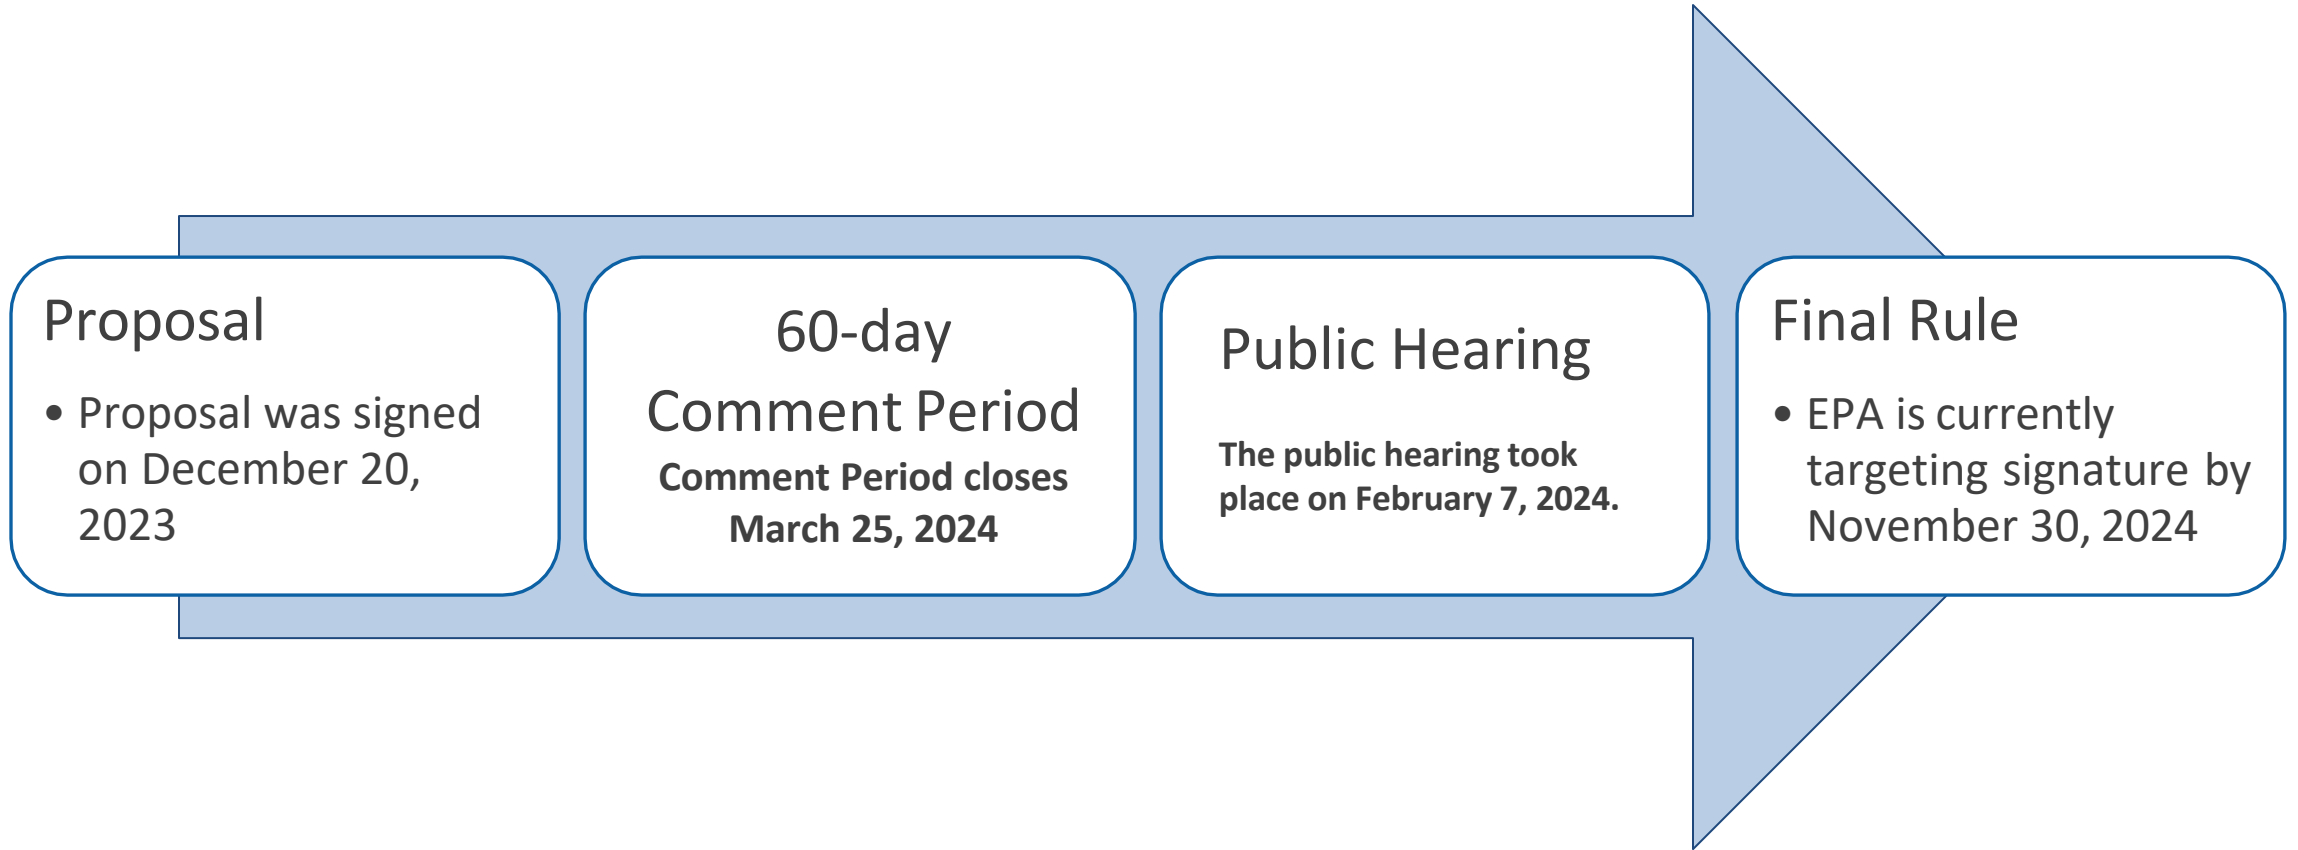 Proposal
• Proposal was signed
on December 20,
2023
60-day
Comment Period
Comment Period closes
March 25, 2024
Public Hearing
The public hearing took
place on February 7, 2024.
Final Rule
• EPA is currently
targeting signature by
November 30, 2024